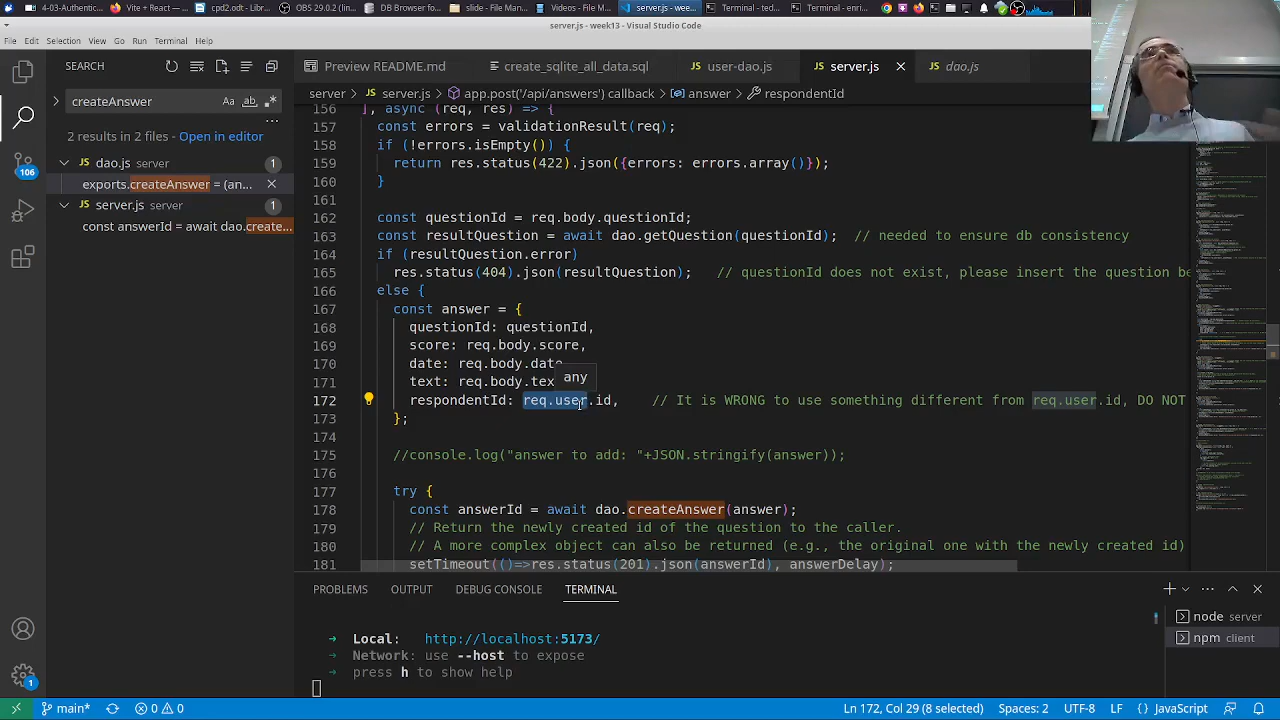 4-03-Authentic
cap2023.odt - L
OBS 29.0.2 (lin
DB Browser for
slide - File Man
Videos - File M
server.js - wee
Terminal - tec
Terminal - enr
server.js - week13 - Visual Studio Code
File Edit Selection View Go Run Terminal Help
SEARCH
Preview README.md
create_sqlite_all_data.sql
user-dao.js
server.js
dao.js
server > server.js > app.post('/api/answers') callback > answer > respondentId
createAnswer
Aa ab .*
2 results in 2 files - Open in editor
dao.js server 1
exports.createAnswer = (an...
server.js server 1
const answerId = await dao.create...
106
156 ], async (req, res) => {
157 const errors = validationResult(req);
158 if (!errors.isEmpty()) {
159 return res.status(422).json({errors: errors.array()});
160 }
161
162 const questionId = req.body.questionId;
163 const resultQuestion = await dao.getQuestion(questionId); // needed to ensure db consistency
164 if (resultQuestion.error)
165 res.status(404).json(resultQuestion); // questionId does not exist, please insert the question be
166 else {
167 const answer = {
168 questionId: questionId,
169 score: req.body.score,
170 date: req.body.
171 text: req.body.tex
any
172 respondentId: req.user.id, // It is WRONG to use something different from req.user.id, DO NOT
173 };
174
175 //console.log("Answer to add: "+JSON.stringify(answer));
176
177 try {
178 const answerId = await dao.createAnswer(answer);
179 // Return the newly created id of the question to the caller.
180 // A more complex object can also be returned (e.g., the original one with the newly created id)
181 setTimeout(()=>res.status(201).json(answerId), answerDelay);
PROBLEMS OUTPUT DEBUG CONSOLE TERMINAL
➜ Local: http://localhost:5173/
➜ Network: use --host to expose
➜ press h to show help
node server
npm client
1
main* 0 0 Ln 172, Col 29 (8 selected) Spaces: 2 UTF-8 LF {} JavaScript